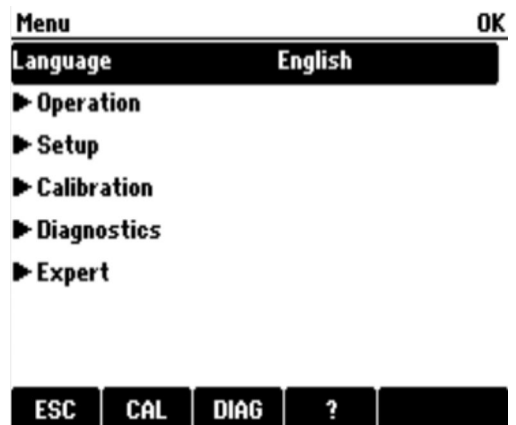 Menu OK
Language English
Operation
Setup
Calibration
Diagnostics
Expert
ESC CAL DIAG ?